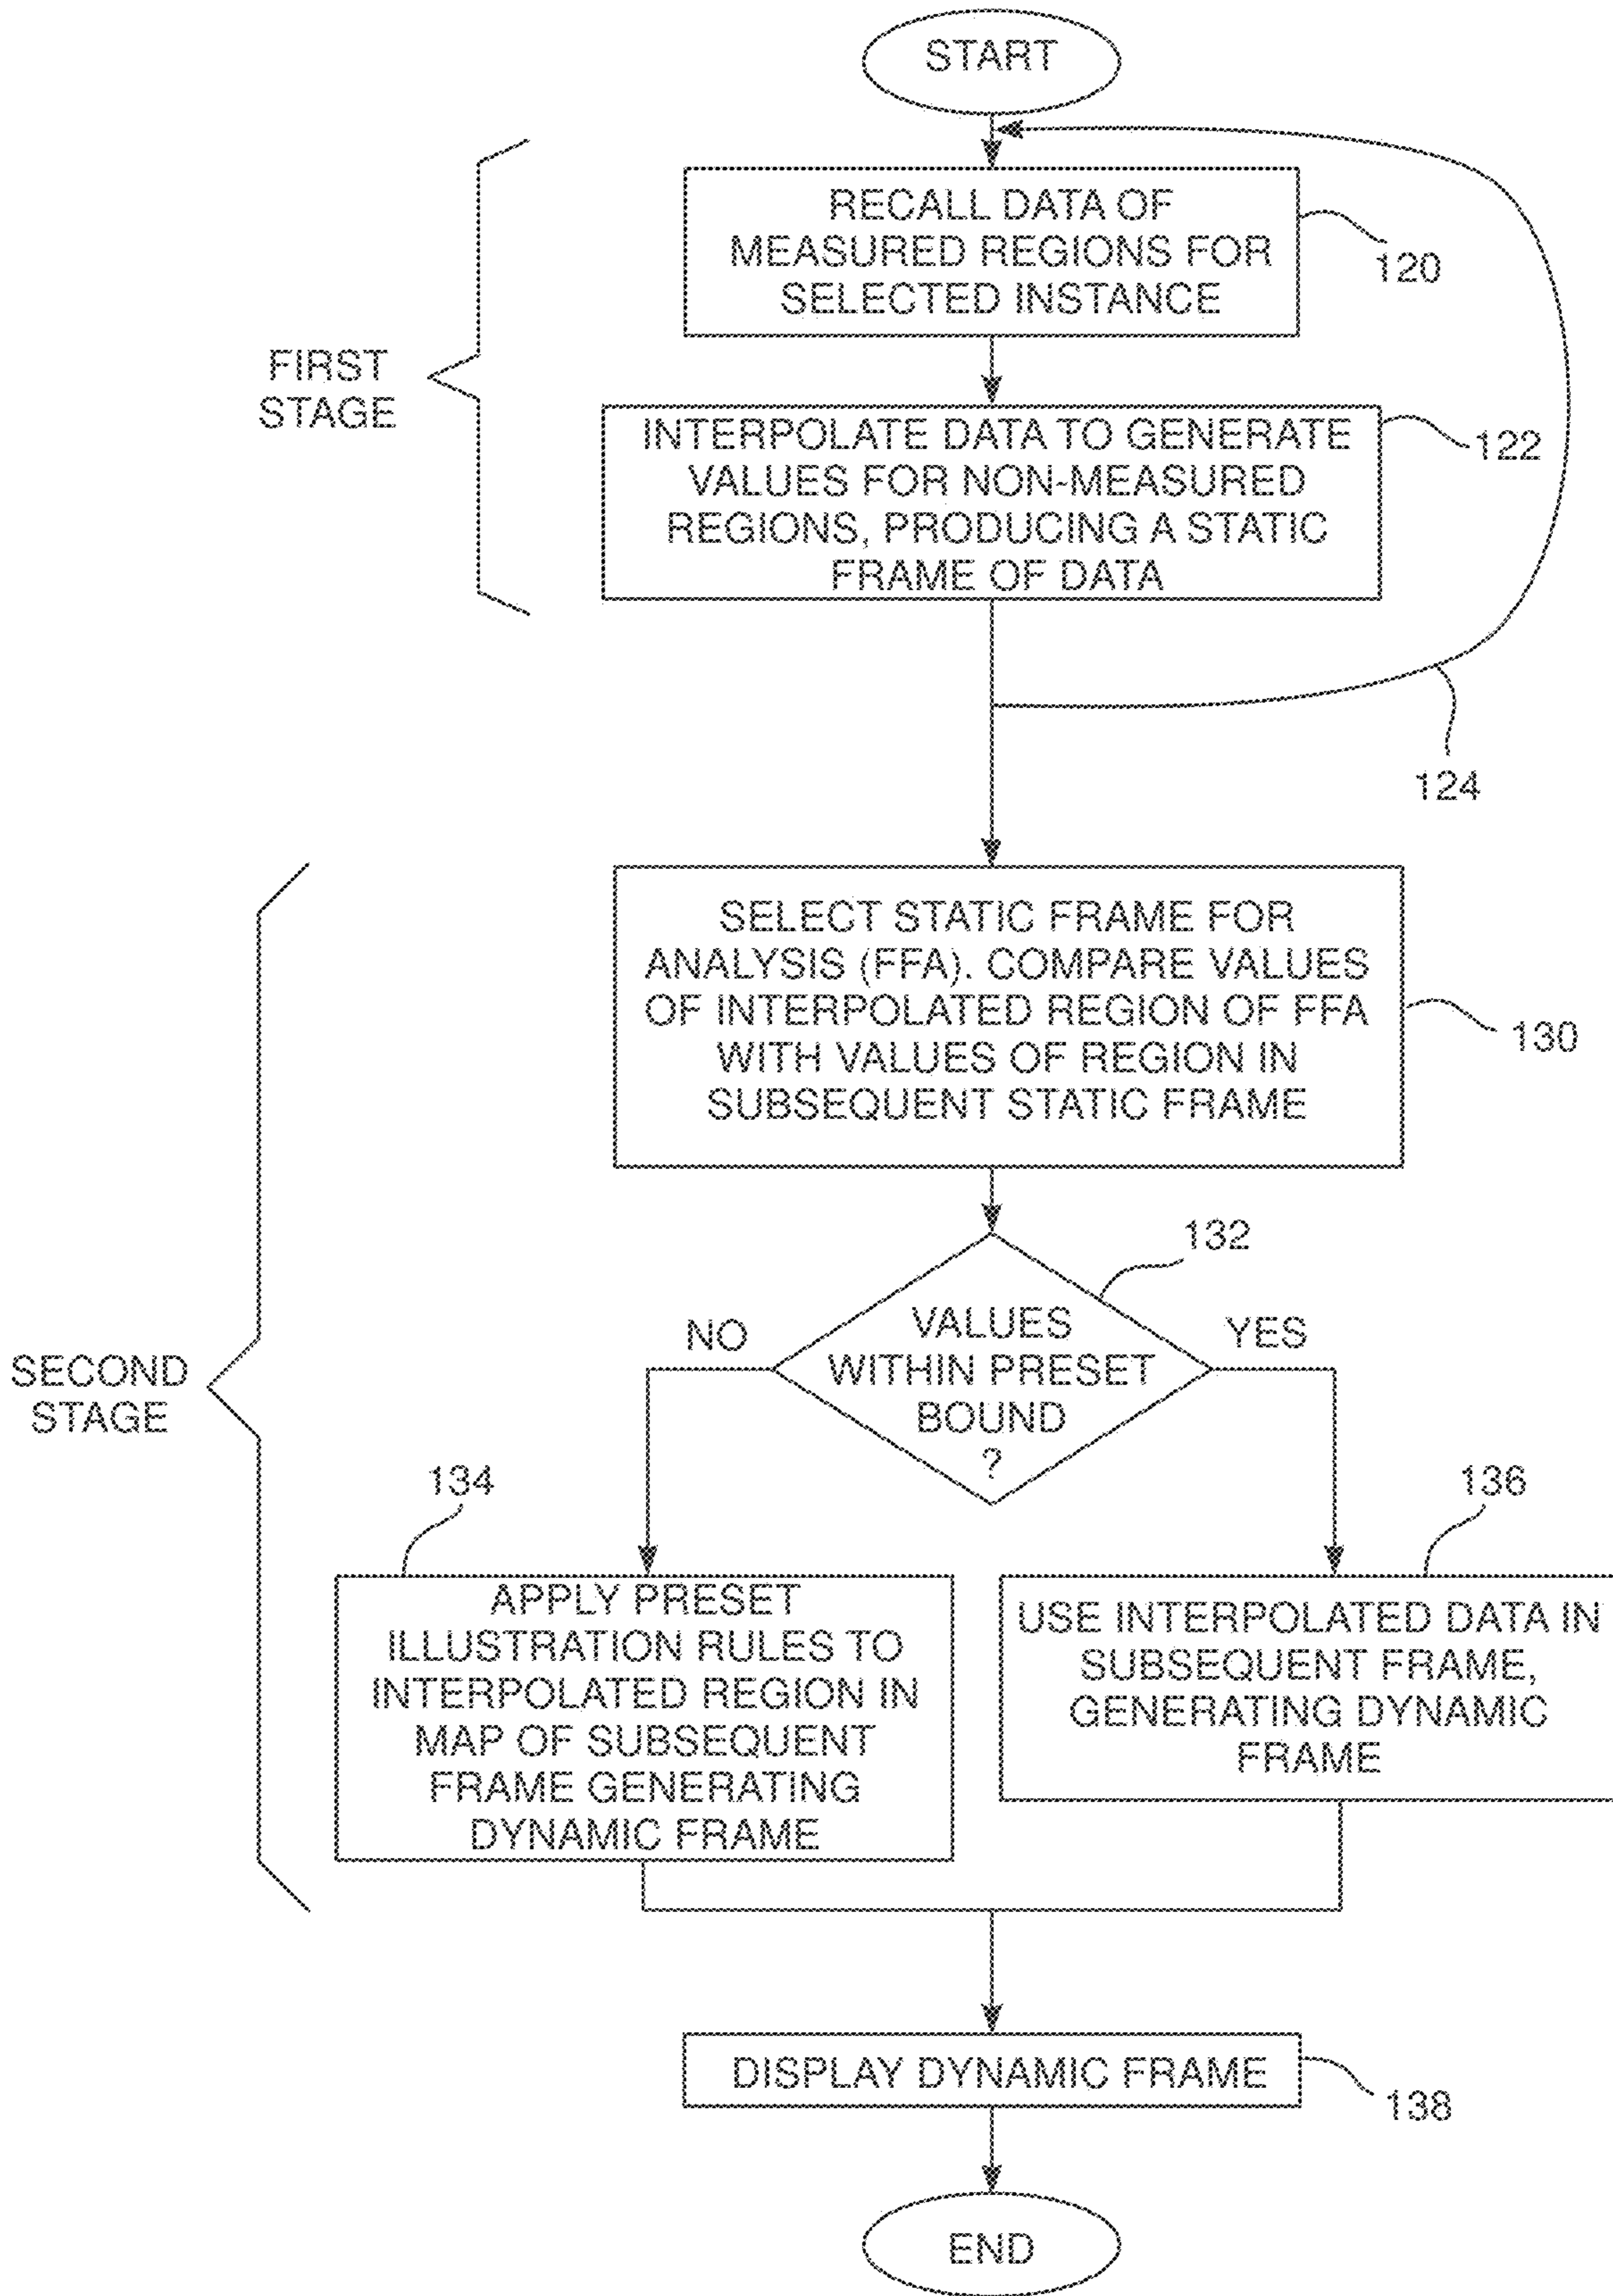 START
RECALL DATA OF
MEASURED REGIONS FOR
SELECTED INSTANCE
120
FIRST
STAGE
INTERPOLATE DATA TO GENERATE
VALUES FOR NON-MEASURED
REGIONS, PRODUCING A STATIC
FRAME OF DATA
122
124
SELECT STATIC FRAME FOR
ANALYSIS (FFA). COMPARE VALUES
OF INTERPOLATED REGION OF FFA
WITH VALUES OF REGION IN
SUBSEQUENT STATIC FRAME
130
SECOND
STAGE
132
NO
VALUES
WITHIN PRESET
BOUND
?
YES
134
APPLY PRESET
ILLUSTRATION RULES TO
INTERPOLATED REGION IN
MAP OF SUBSEQUENT
FRAME GENERATING
DYNAMIC FRAME
136
USE INTERPOLATED DATA IN
SUBSEQUENT FRAME,
GENERATING DYNAMIC
FRAME
DISPLAY DYNAMIC FRAME
138
END